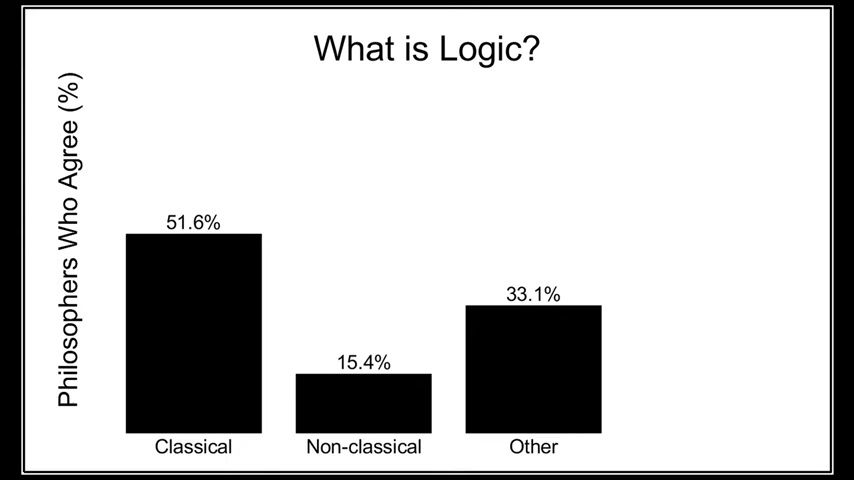 What is Logic?
Philosophers Who Agree (%)
51.6%
15.4%
33.1%
Classical
Non-classical
Other